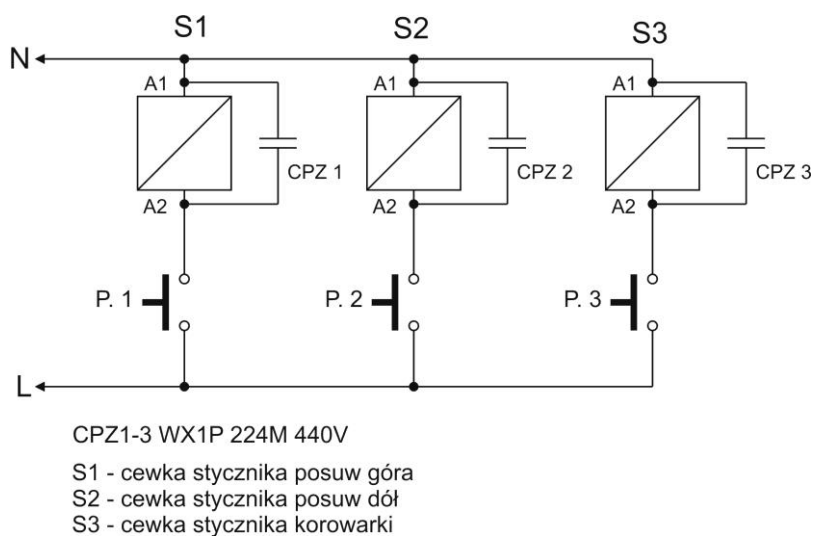 S1 S2 S3
N
A1 A1 A1
CPZ 1 CPZ 2 CPZ 3
A2 A2 A2
P. 1 P. 2 P. 3
L
CPZ1-3 WX1P 224M 440V
S1 - cewka stycznika posuw góra
S2 - cewka stycznika posuw dół
S3 - cewka stycznika korowarki